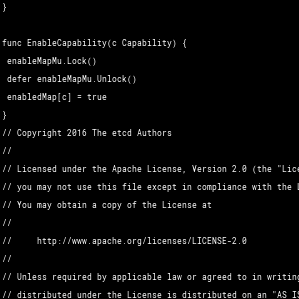 }
func EnableCapability(c Capability) {
enableMapMu.Lock()
defer enableMapMu.Unlock()
enabledMap[c] = true
}
// Copyright 2016 The etcd Authors
//
// Licensed under the Apache License, Version 2.0 (the "Lice
// you may not use this file except in compliance with the L
// You may obtain a copy of the License at
//
//     http://www.apache.org/licenses/LICENSE-2.0
//
// Unless required by applicable law or agreed to in writing
// distributed under the License is distributed on an "AS IS